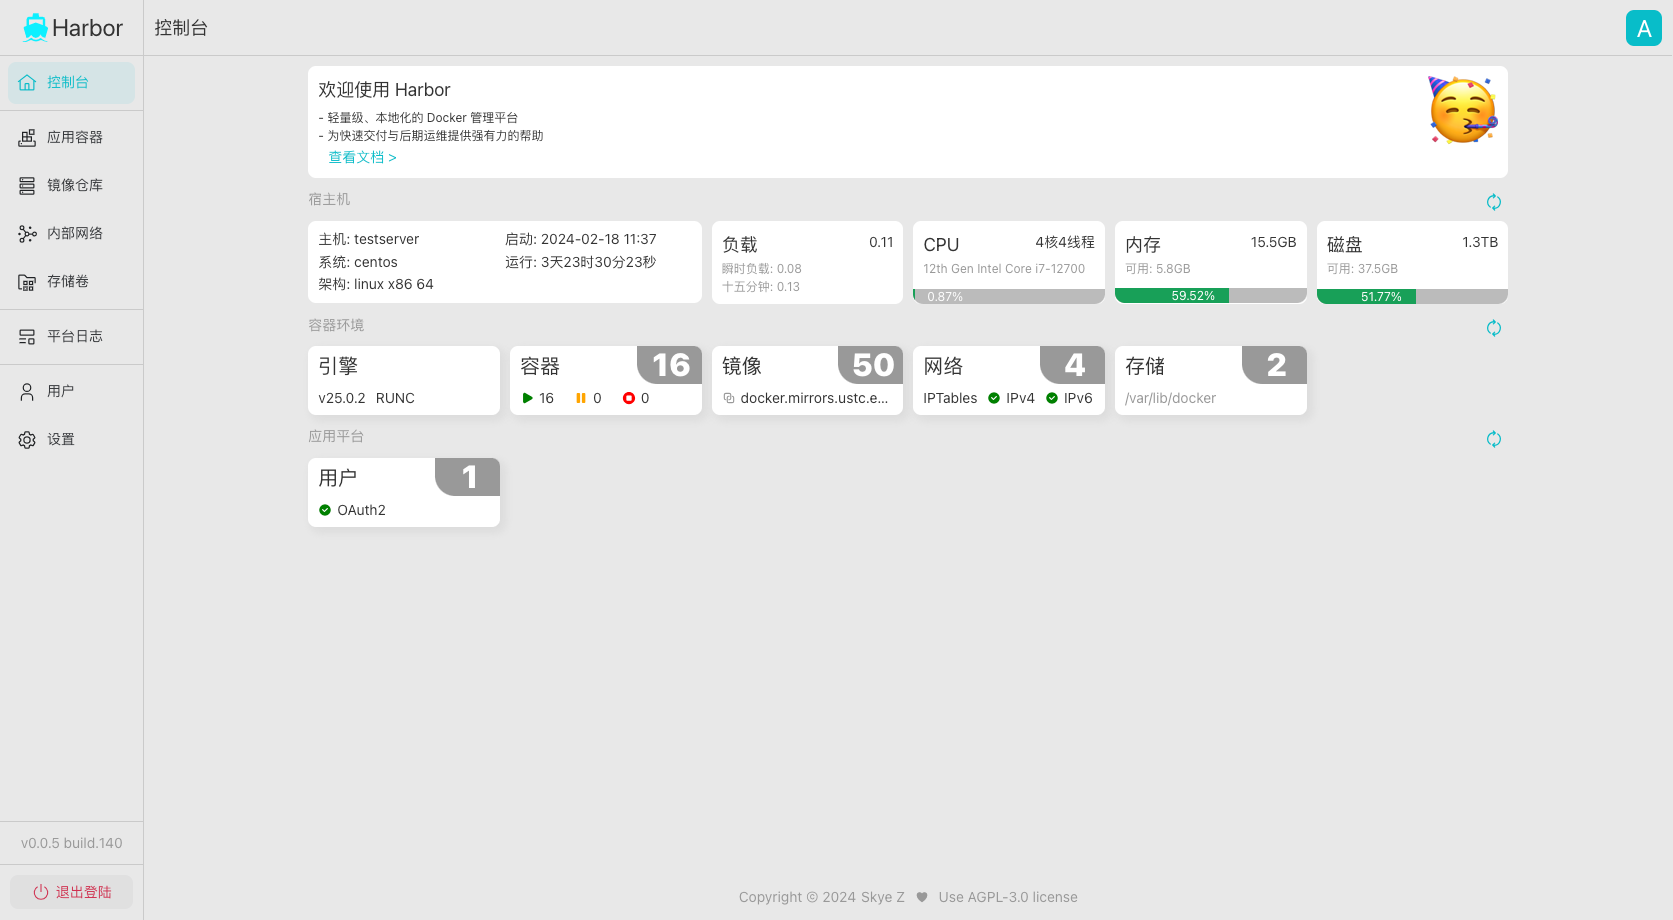 Harbor
控制台
A
控制台
应用容器
镜像仓库
内部网络
存储卷
平台日志
用户
设置
v0.0.5 build.140
退出登陆
欢迎使用 Harbor
- 轻量级、本地化的 Docker 管理平台
- 为快速交付与后期运维提供强有力的帮助
查看文档 >
宿主机
主机: testserver
启动: 2024-02-18 11:37
系统: centos
运行: 3天23时30分23秒
架构: linux x86 64
负载 0.11
瞬时负载: 0.08
十五分钟: 0.13
CPU 4核4线程
12th Gen Intel Core i7-12700
0.87%
内存 15.5GB
可用: 5.8GB
59.52%
磁盘 1.3TB
可用: 37.5GB
51.77%
容器环境
引擎
v25.0.2 RUNC
容器 16
16 0 0
镜像 50
docker.mirrors.ustc.e...
网络 4
IPTables IPv4 IPv6
存储 2
/var/lib/docker
应用平台
用户 1
OAuth2
Copyright © 2024 Skye Z ♥ Use AGPL-3.0 license